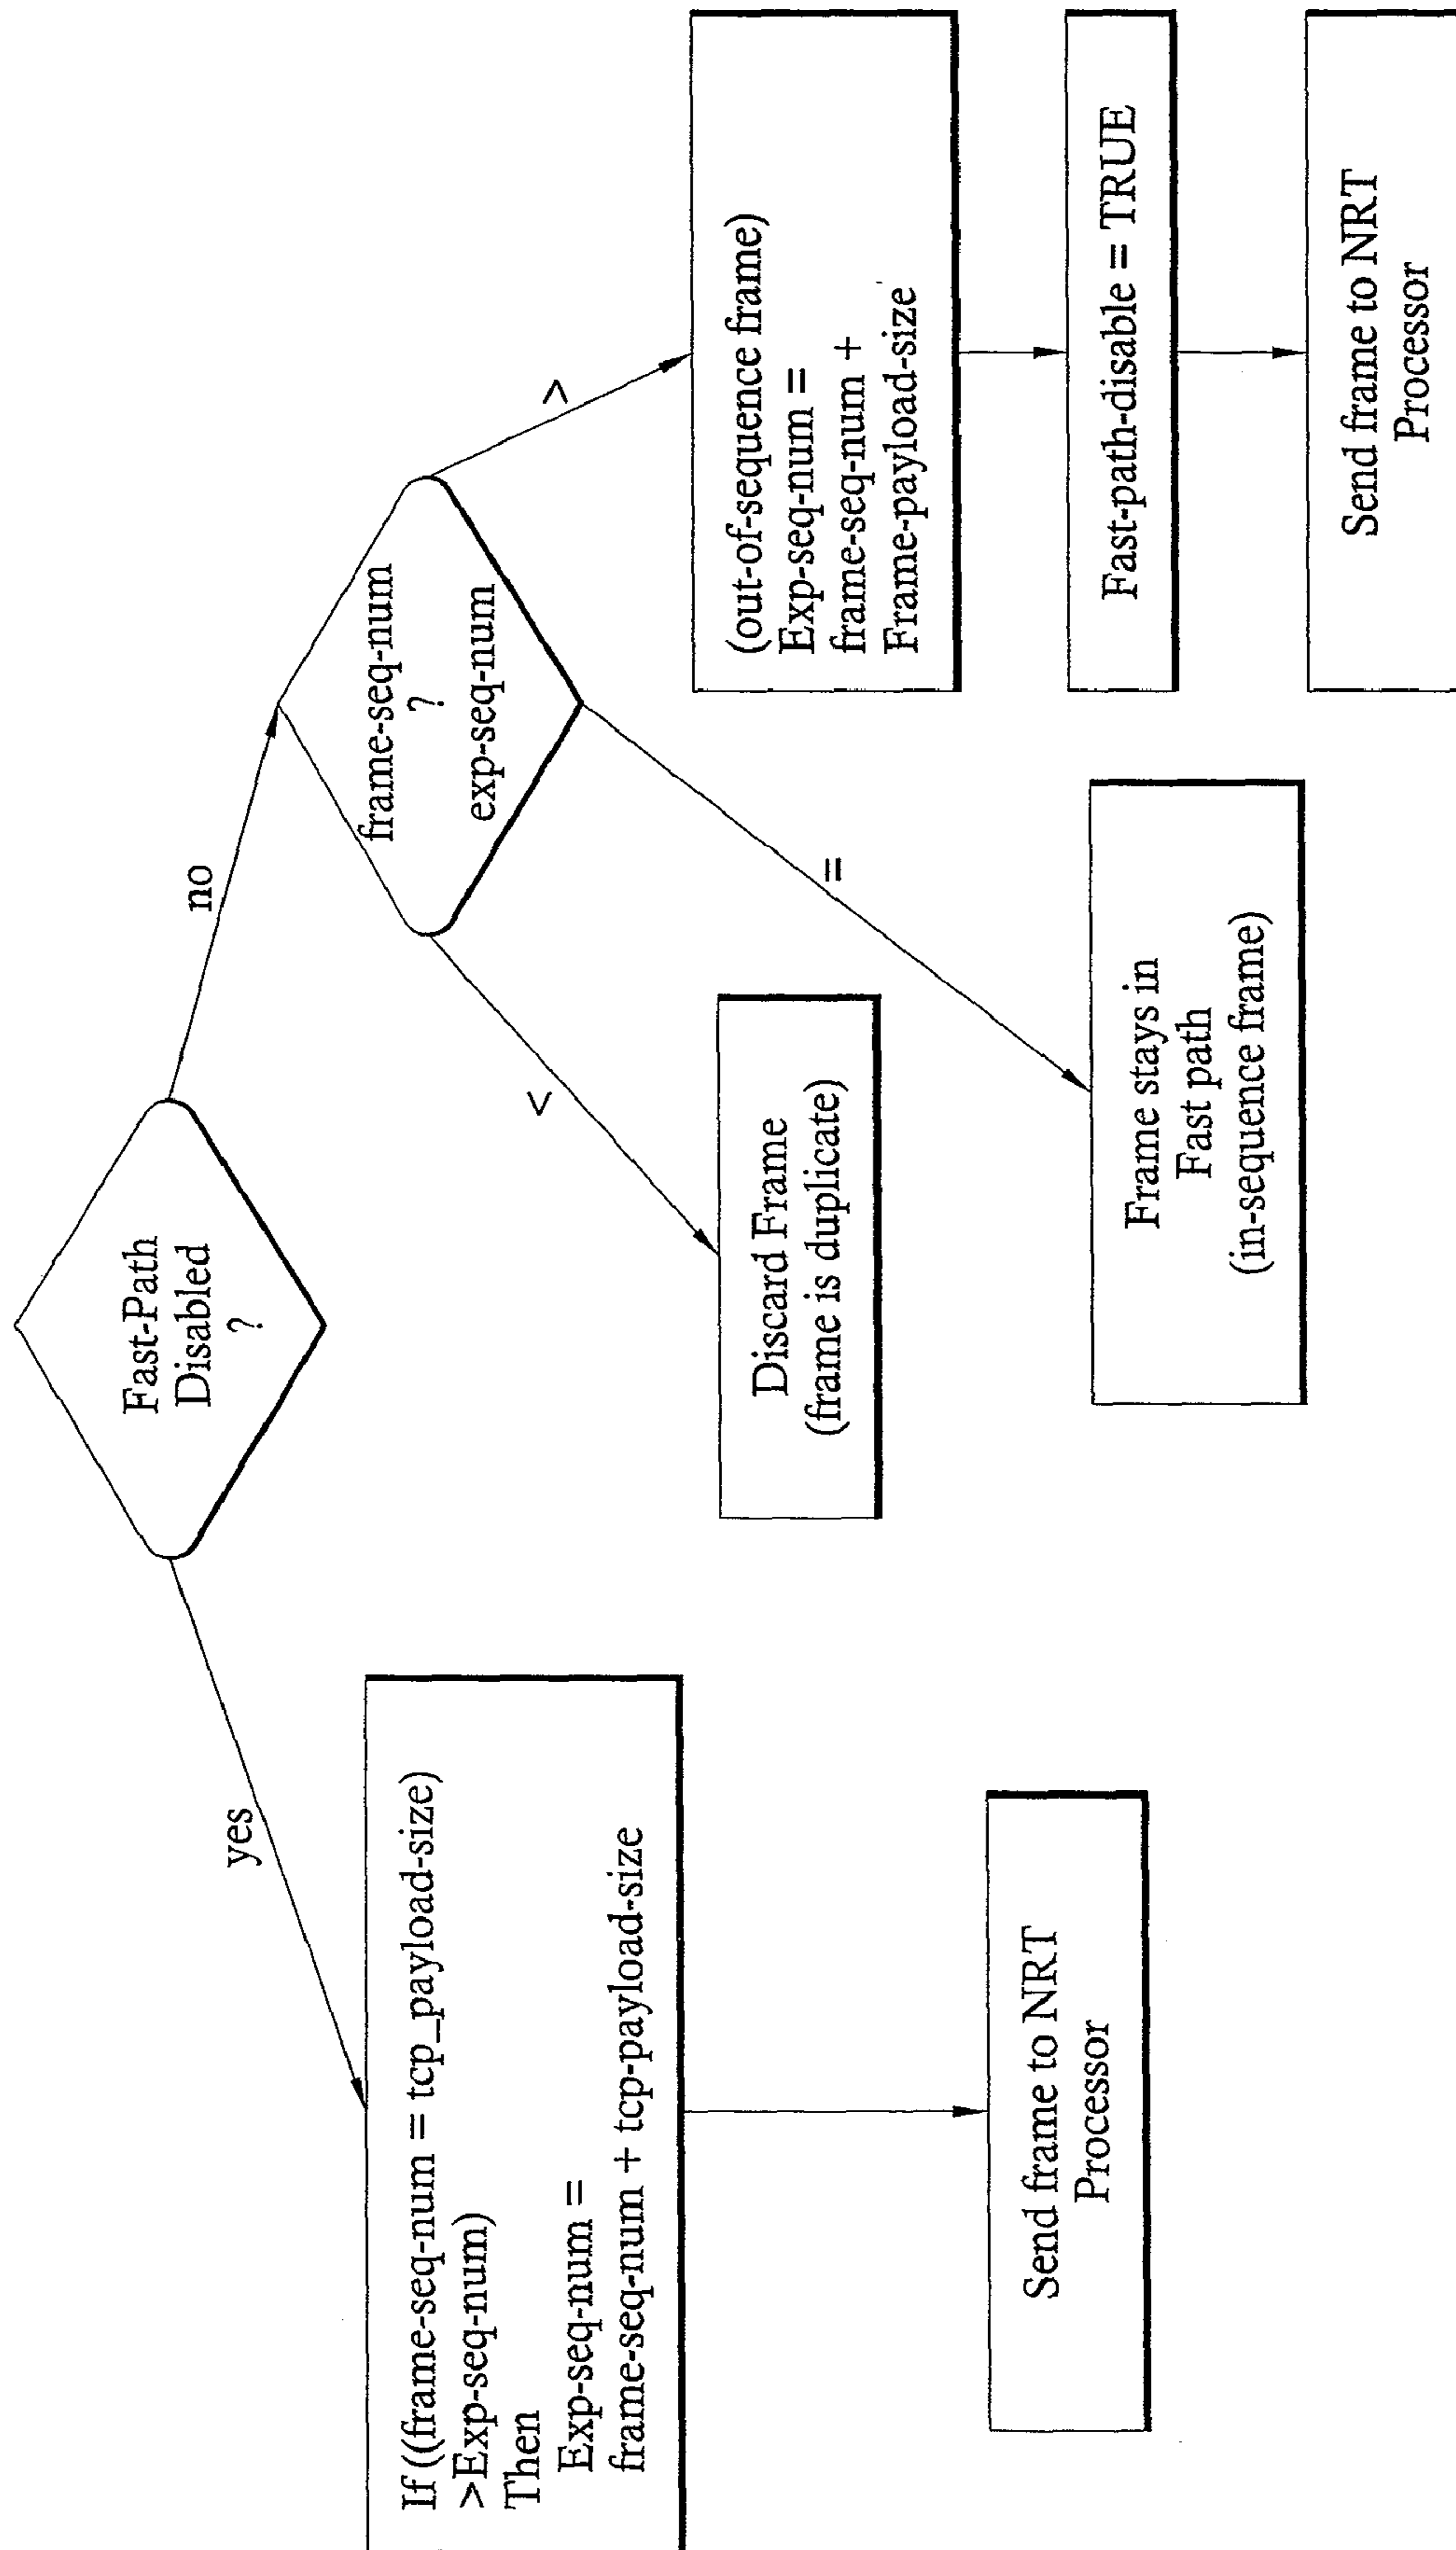 Fast-Path
Disabled
?
yes
no
If ((frame-seq-num = tcp_payload-size)
>Exp-seq-num)
Then
Exp-seq-num =
frame-seq-num + tcp-payload-size
Send frame to NRT
Processor
frame-seq-num
?
exp-seq-num
<
=
>
Discard Frame
(frame is duplicate)
Frame stays in
Fast path
(in-sequence frame)
(out-of-sequence frame)
Exp-seq-num =
frame-seq-num +
Frame-payload-size
Fast-path-disable = TRUE
Send frame to NRT
Processor